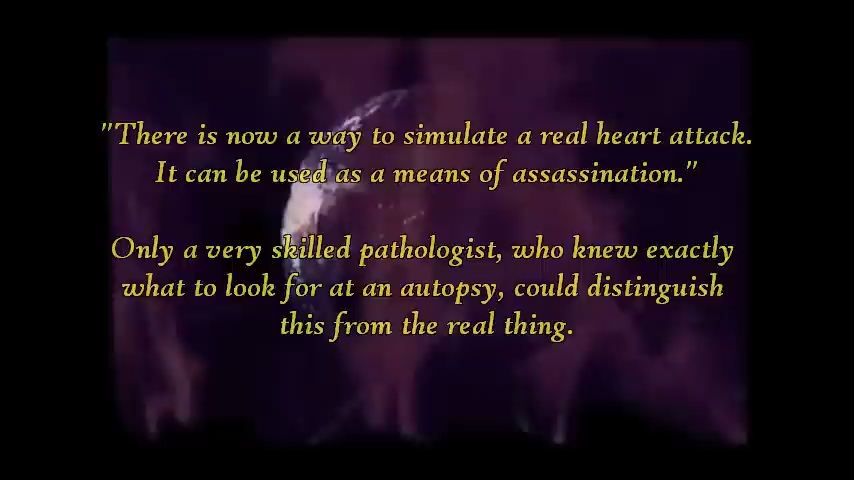 "There is now a way to simulate a real heart attack.
It can be used as a means of assassination."
Only a very skilled pathologist, who knew exactly
what to look for at an autopsy, could distinguish
this from the real thing.